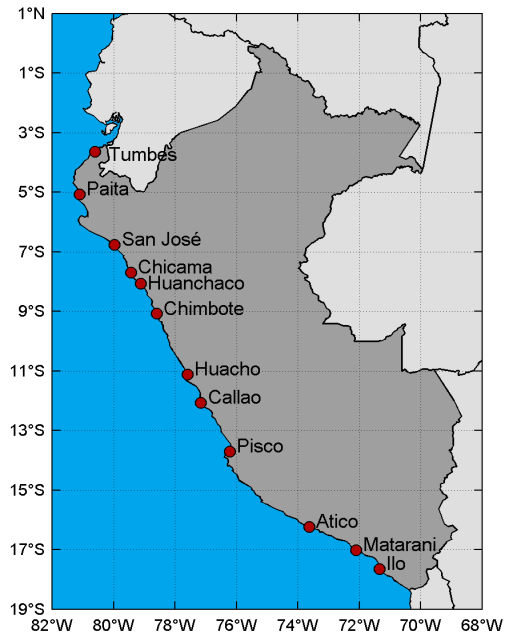 1°N
1°S
3°S
Tumbes
5°S
Paita
San José
7°S
Chicama
Huanchaco
9°S
Chimbote
11°S
Huacho
Callao
13°S
Pisco
15°S
Atico
17°S
Matarani
Ilo
19°S
82°W 80°W 78°W 76°W 74°W 72°W 70°W 68°W